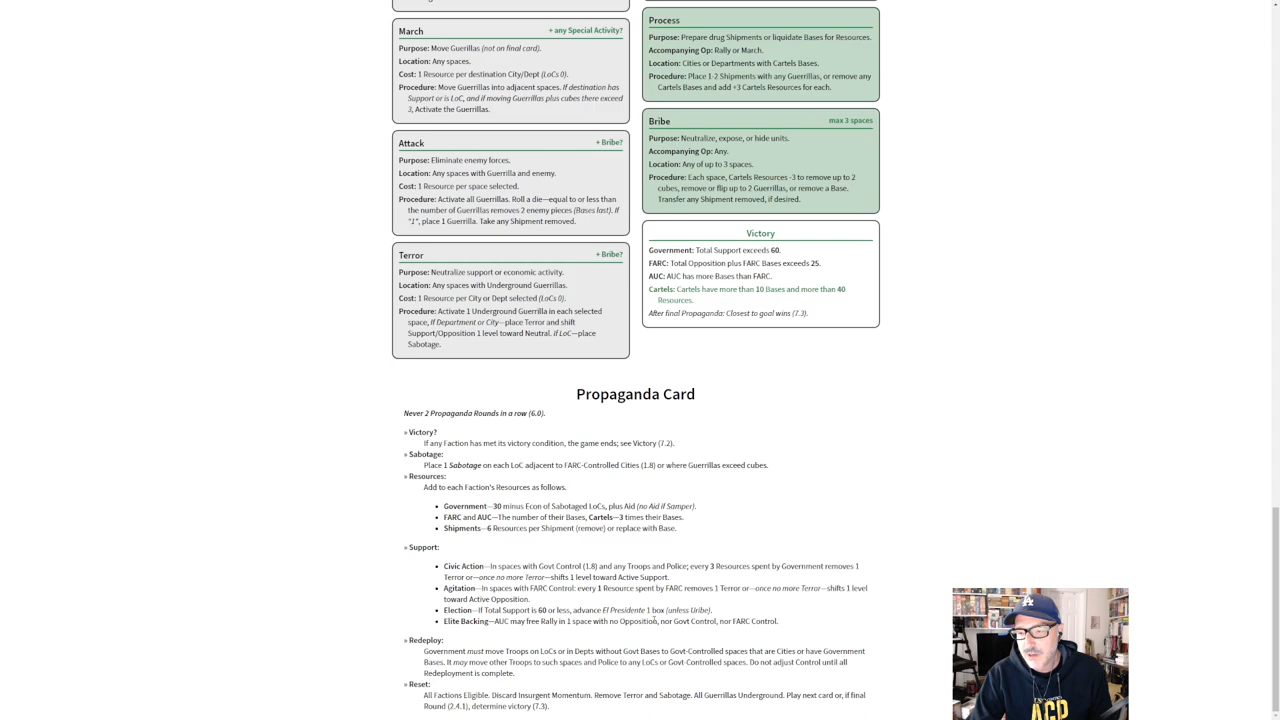 March
+ any Special Activity?
Purpose: Move Guerillas (not on final card).
Location: Any spaces.
Cost: 1 Resource per destination City/Dept (LoCs 0).
Procedure: Move Guerillas into adjacent spaces. If destination has
Support or is LoC, and if moving Guerrillas plus cubes there exceed
3, Activate the Guerrillas.
Attack
+ Bribe?
Purpose: Eliminate enemy forces.
Location: Any spaces with Guerrilla and enemy.
Cost: 1 Resource per space selected.
Procedure: Activate all Guerrillas. Roll a die—equal to or less than
the number of Guerrillas removes 2 enemy pieces (Bases last). If
"1", place 1 Guerrilla. Take any Shipment removed.
Terror
+ Bribe?
Purpose: Neutralize support or economic activity.
Location: Any spaces with Underground Guerrillas.
Cost: 1 Resource per City or Dept selected (LoCs 0).
Procedure: Activate 1 Underground Guerrilla in each selected
space, If Department or City—place Terror and shift
Support/Opposition 1 level toward Neutral. if LoC—place
Sabotage.
Process
Purpose: Prepare drug Shipments or liquidate Bases for Resources.
Accompanying Op: Rally or March.
Location: Cities or Departments with Cartels Bases.
Procedure: Place 1-2 Shipments with any Guerrillas, or remove any
Cartels Bases and add +3 Cartels Resources for each.
Bribe
max 3 spaces
Purpose: Neutralize, expose, or hide units.
Accompanying Op: Any.
Location: Any of up to 3 spaces.
Procedure: Each space, Cartels Resources -3 to remove up to 2
cubes, remove or flip up to 2 Guerrillas, or remove a Base.
Transfer any Shipment removed, if desired.
Victory
Government: Total Support exceeds 60.
FARC: Total Opposition plus FARC Bases exceeds 25.
AUC: AUC has more Bases than FARC.
Cartels: Cartels have more than 10 Bases and more than 40
Resources.
After final Propaganda: Closest to goal wins (7.3).
Propaganda Card
Never 2 Propaganda Rounds in a row (6.0).
» Victory?
If any Faction has met its victory condition, the game ends; see Victory (7.2).
» Sabotage:
Place 1 Sabotage on each LoC adjacent to FARC-Controlled Cities (1.8) or where Guerrillas exceed cubes.
» Resources:
Add to each Faction's Resources as follows.
• Government—30 minus Econ of Sabotaged LoCs, plus Aid (no Aid if Samper).
• FARC and AUC—The number of their Bases, Cartels—3 times their Bases.
• Shipments—6 Resources per Shipment (remove) or replace with Base.
» Support:
• Civic Action—In spaces with Govt Control (1.8) and any Troops and Police; every 3 Resources spent by Government removes 1
Terror or—once no more Terror—shifts 1 level toward Active Support.
• Agitation—In spaces with FARC Control: every 1 Resource spent by FARC removes 1 Terror or—once no more Terror—shifts 1
level toward Active Opposition.
• Election—If Total Support is 60 or less, advance El Presidente 1 box (unless Uribe).
• Elite Backing—AUC may free Rally in 1 space with no Opposition, nor Govt Control, nor FARC Control.
» Redeploy:
Government must move Troops on LoCs or in Depts without Govt Bases to Govt-Controlled spaces that are Cities or have Government
Bases. It may move other Troops to such spaces and Police to any LoCs or Govt-Controlled spaces. Do not adjust Control until all
Redeployment is complete.
» Reset:
All Factions Eligible. Discard Insurgent Momentum. Remove Terror and Sabotage. All Guerillas Underground. Play next card or, if final
Round (2.4.1), determine victory (7.3).
LA
ACD